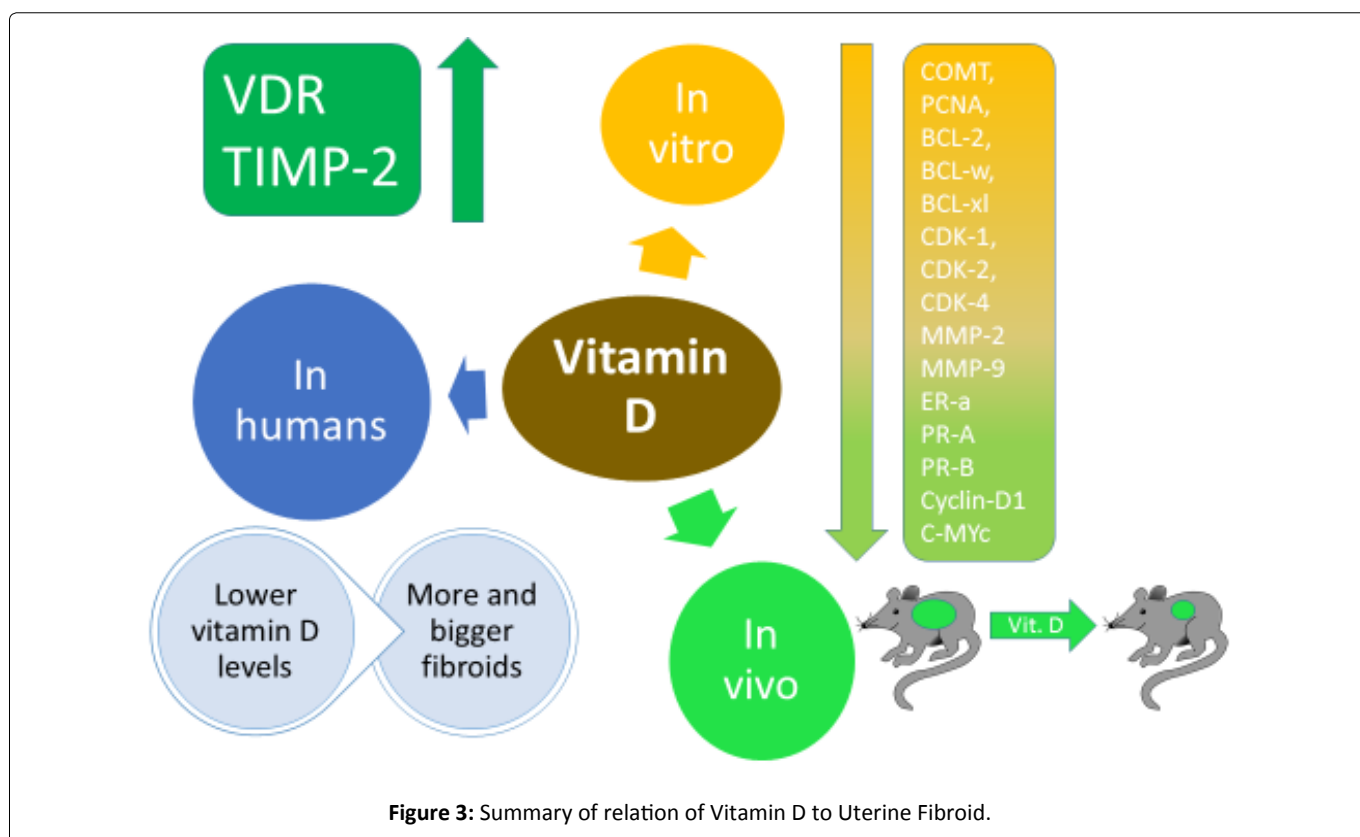 VDR
TIMP-2
In
vitro
COMT,
PCNA,
BCL-2,
BCL-w,
BCL-xl
CDK-1,
CDK-2,
CDK-4
MMP-2
MMP-9
ER-a
PR-A
PR-B
Cyclin-D1
C-MYc
In
humans
Vitamin
D
Lower
vitamin D
levels
More and
bigger
fibroids
In
vivo
Vit. D
Figure 3: Summary of relation of Vitamin D to Uterine Fibroid.